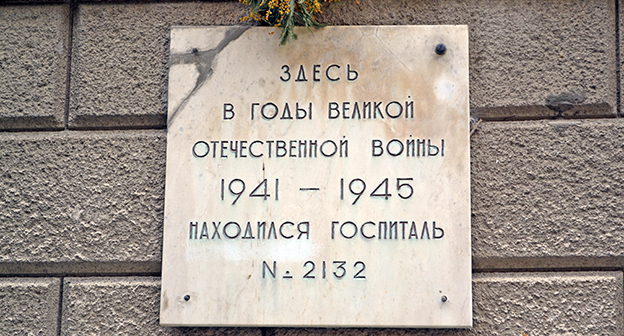 ЗДЕСЬ
В ГОДЫ ВЕЛИКОЙ
ОТЕЧЕСТВЕННОЙ ВОЙНЫ
1941 – 1945
НАХОДИЛСЯ ГОСПИТАЛЬ
N-2132